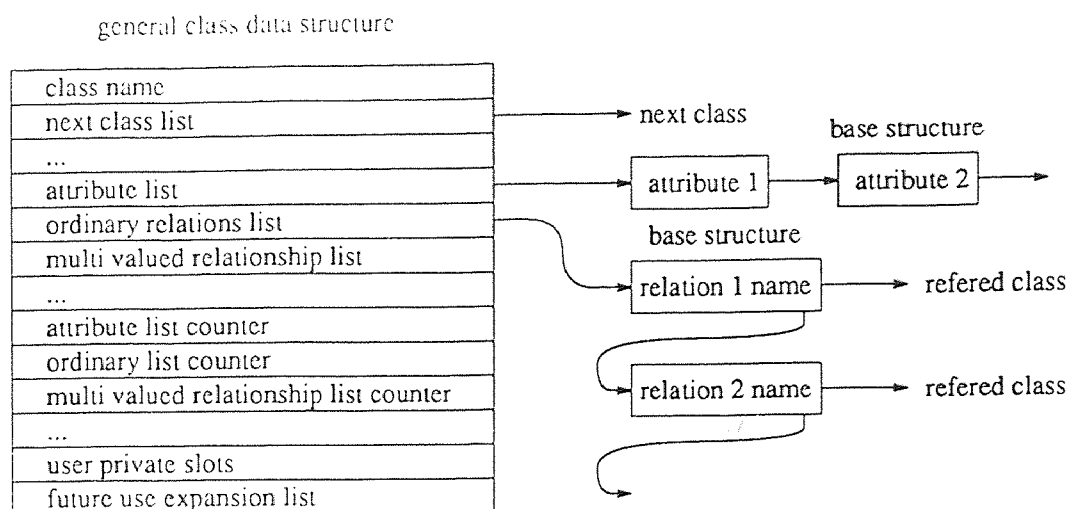 general class data structure
class name
next class list
...
attribute list
ordinary relations list
multi valued relationship list
...
attribute list counter
ordinary list counter
multi valued relationship list counter
...
user private slots
future use expansion list
next class
base structure
attribute 1
attribute 2
base structure
relation 1 name
refered class
relation 2 name
refered class